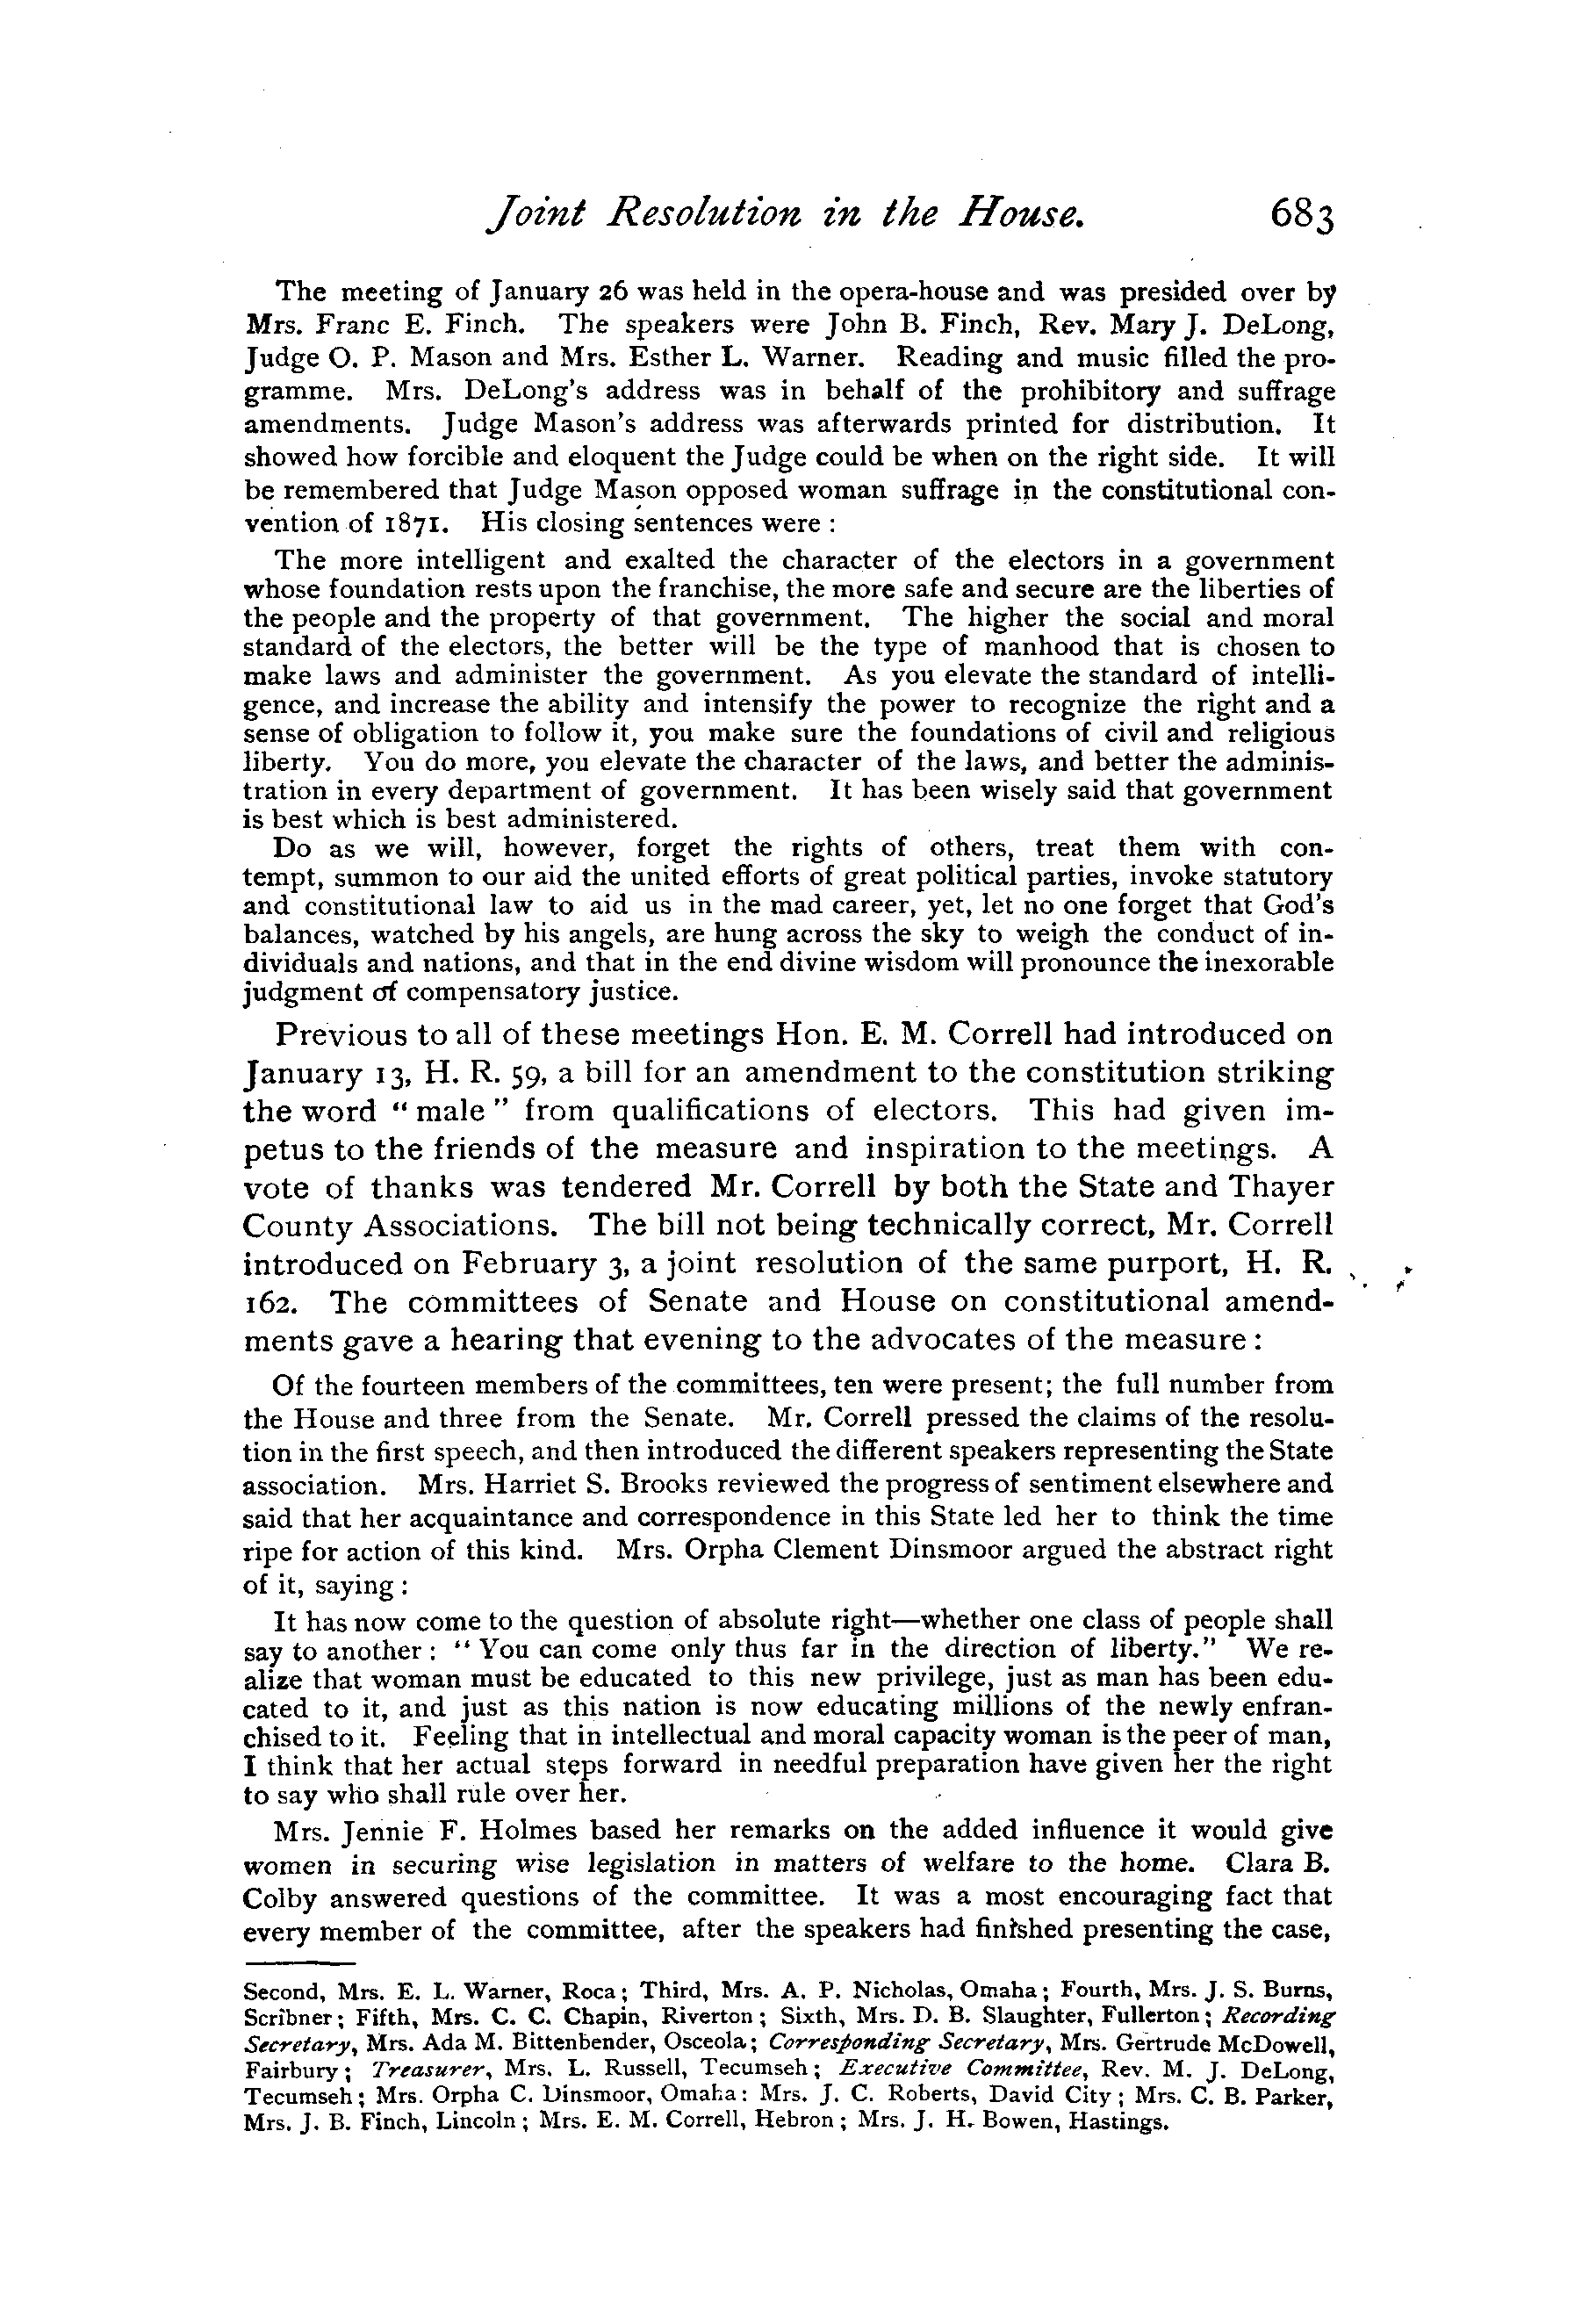 Joint Resolution in the House. 683
The meeting of January 26 was held in the opera-house and was presided over by
Mrs. Franc E. Finch. The speakers were John B. Finch, Rev. Mary J. DeLong,
Judge O. P. Mason and Mrs. Esther L. Warner. Reading and music filled the pro-
gramme. Mrs. DeLong's address was in behalf of the prohibitory and suffrage
amendments. Judge Mason's address was afterwards printed for distribution. It
showed how forcible and eloquent the Judge could be when on the right side. It will
be remembered that Judge Mason opposed woman suffrage in the constitutional con-
vention of 1871. His closing sentences were :
The more intelligent and exalted the character of the electors in a government
whose foundation rests upon the franchise, the more safe and secure are the liberties of
the people and the property of that government. The higher the social and moral
standard of the electors, the better will be the type of manhood that is chosen to
make laws and administer the government. As you elevate the standard of intelli-
gence, and increase the ability and intensify the power to recognize the right and a
sense of obligation to follow it, you make sure the foundations of civil and religious
liberty. You do more, you elevate the character of the laws, and better the adminis-
tration in every department of government. It has been wisely said that government
is best which is best administered.
Do as we will, however, forget the rights of others, treat them with con-
tempt, summon to our aid the united efforts of great political parties, invoke statutory
and constitutional law to aid us in the mad career, yet, let no one forget that God's
balances, watched by his angels, are hung across the sky to weigh the conduct of in-
dividuals and nations, and that in the end divine wisdom will pronounce the inexorable
judgment of compensatory justice.
Previous to all of these meetings Hon. E. M. Correll had introduced on
January 13, H. R. 59, a bill for an amendment to the constitution striking
the word " male " from qualifications of electors. This had given im-
petus to the friends of the measure and inspiration to the meetings. A
vote of thanks was tendered Mr. Correll by both the State and Thayer
County Associations. The bill not being technically correct, Mr. Correll
introduced on February 3, a joint resolution of the same purport, H. R.
162. The committees of Senate and House on constitutional amend-
ments gave a hearing that evening to the advocates of the measure :
Of the fourteen members of the committees, ten were present; the full number from
the House and three from the Senate. Mr. Correll pressed the claims of the resolu-
tion in the first speech, and then introduced the different speakers representing the State
association. Mrs. Harriet S. Brooks reviewed the progress of sentiment elsewhere and
said that her acquaintance and correspondence in this State led her to think the time
ripe for action of this kind. Mrs. Orpha Clement Dinsmoor argued the abstract right
of it, saying :
It has now come to the question of absolute right—whether one class of people shall
say to another : " You can come only thus far in the direction of liberty." We re-
alize that woman must be educated to this new privilege, just as man has been edu-
cated to it, and just as this nation is now educating millions of the newly enfran-
chised to it. Feeling that in intellectual and moral capacity woman is the peer of man,
I think that her actual steps forward in needful preparation have given her the right
to say who shall rule over her.
Mrs. Jennie F. Holmes based her remarks on the added influence it would give
women in securing wise legislation in matters of welfare to the home. Clara B.
Colby answered questions of the committee. It was a most encouraging fact that
every member of the committee, after the speakers had finished presenting the case,
Second, Mrs. E. L. Warner, Roca ; Third, Mrs. A. P. Nicholas, Omaha ; Fourth, Mrs. J. S. Burns,
Scribner ; Fifth, Mrs. C. C. Chapin, Riverton ; Sixth, Mrs. D. B. Slaughter, Fullerton ; Recording
Secretary, Mrs. Ada M. Bittenbender, Osceola ; Corresponding Secretary, Mrs. Gertrude McDowell,
Fairbury ; Treasurer, Mrs. L. Russell, Tecumseh ; Executive Committee, Rev. M. J. DeLong,
Tecumseh ; Mrs. Orpha C. Dinsmoor, Omaha: Mrs. J. C. Roberts, David City ; Mrs. C. B. Parker,
Mrs. J. B. Finch, Lincoln ; Mrs. E. M. Correll, Hebron ; Mrs. J. H. Bowen, Hastings.